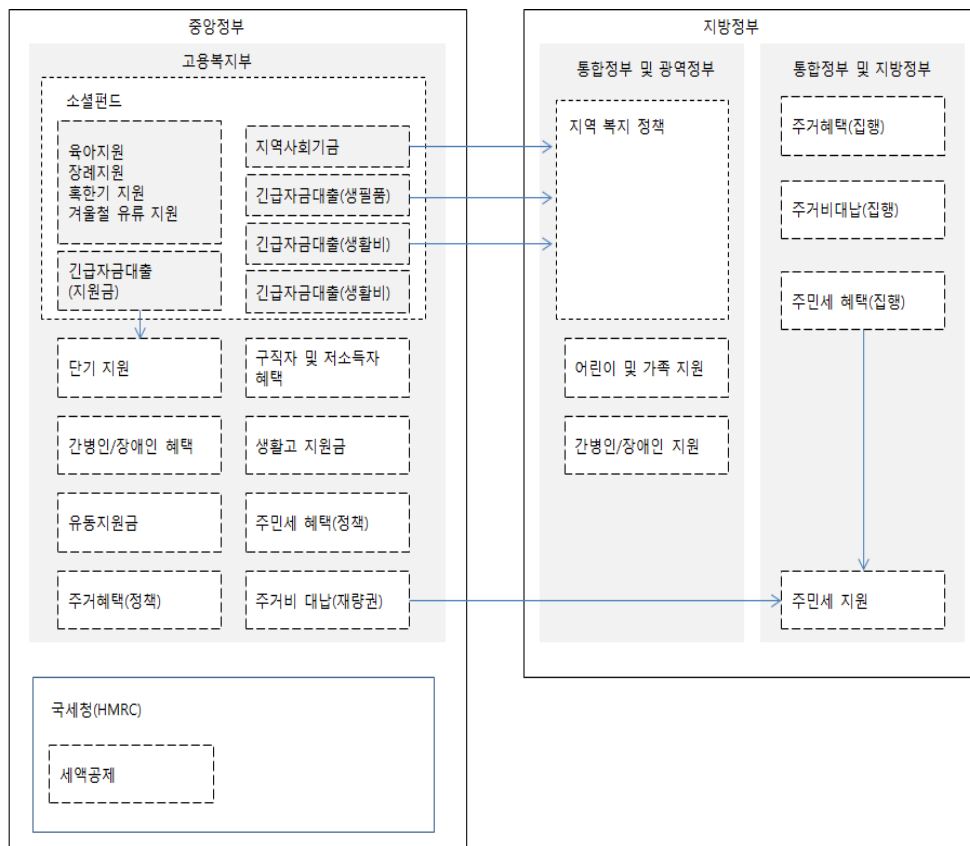 중앙정부
고용복지부
소셜펀드
육아지원
장례지원
혹한기 지원
겨울철 유류 지원
긴급자금대출
(지원금)
지역사회기금
긴급자금대출(생필품)
긴급자금대출(생활비)
긴급자금대출(생활비)
단기 지원
구직자 및 저소득자
혜택
간병인/장애인 혜택
생활고 지원금
유동지원금
주민세 혜택(정책)
주거혜택(정책)
주거비 대납(재량권)
국세청(HMRC)
세액공제
지방정부
통합정부 및 광역정부
지역 복지 정책
어린이 및 가족 지원
간병인/장애인 지원
통합정부 및 지방정부
주거혜택(집행)
주거비대납(집행)
주민세 혜택(집행)
주민세 지원